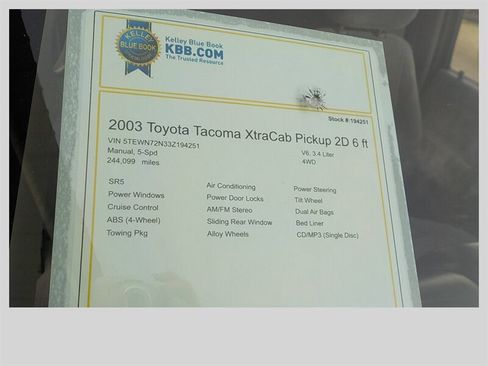 KELLEY
BLUE BOOK
Kelley Blue Book
KBB.COM
The Trusted Resource
Stock #:194251
2003 Toyota Tacoma XtraCab Pickup 2D 6 ft
VIN 5TEWN72N33Z194251
Manual, 5-Spd
V6, 3.4 Liter
244,099 miles
4WD
SR5
Air Conditioning
Power Steering
Power Windows
Power Door Locks
Tilt Wheel
Cruise Control
AM/FM Stereo
Dual Air Bags
ABS (4-Wheel)
Sliding Rear Window
Bed Liner
Towing Pkg
Alloy Wheels
CD/MP3 (Single Disc)